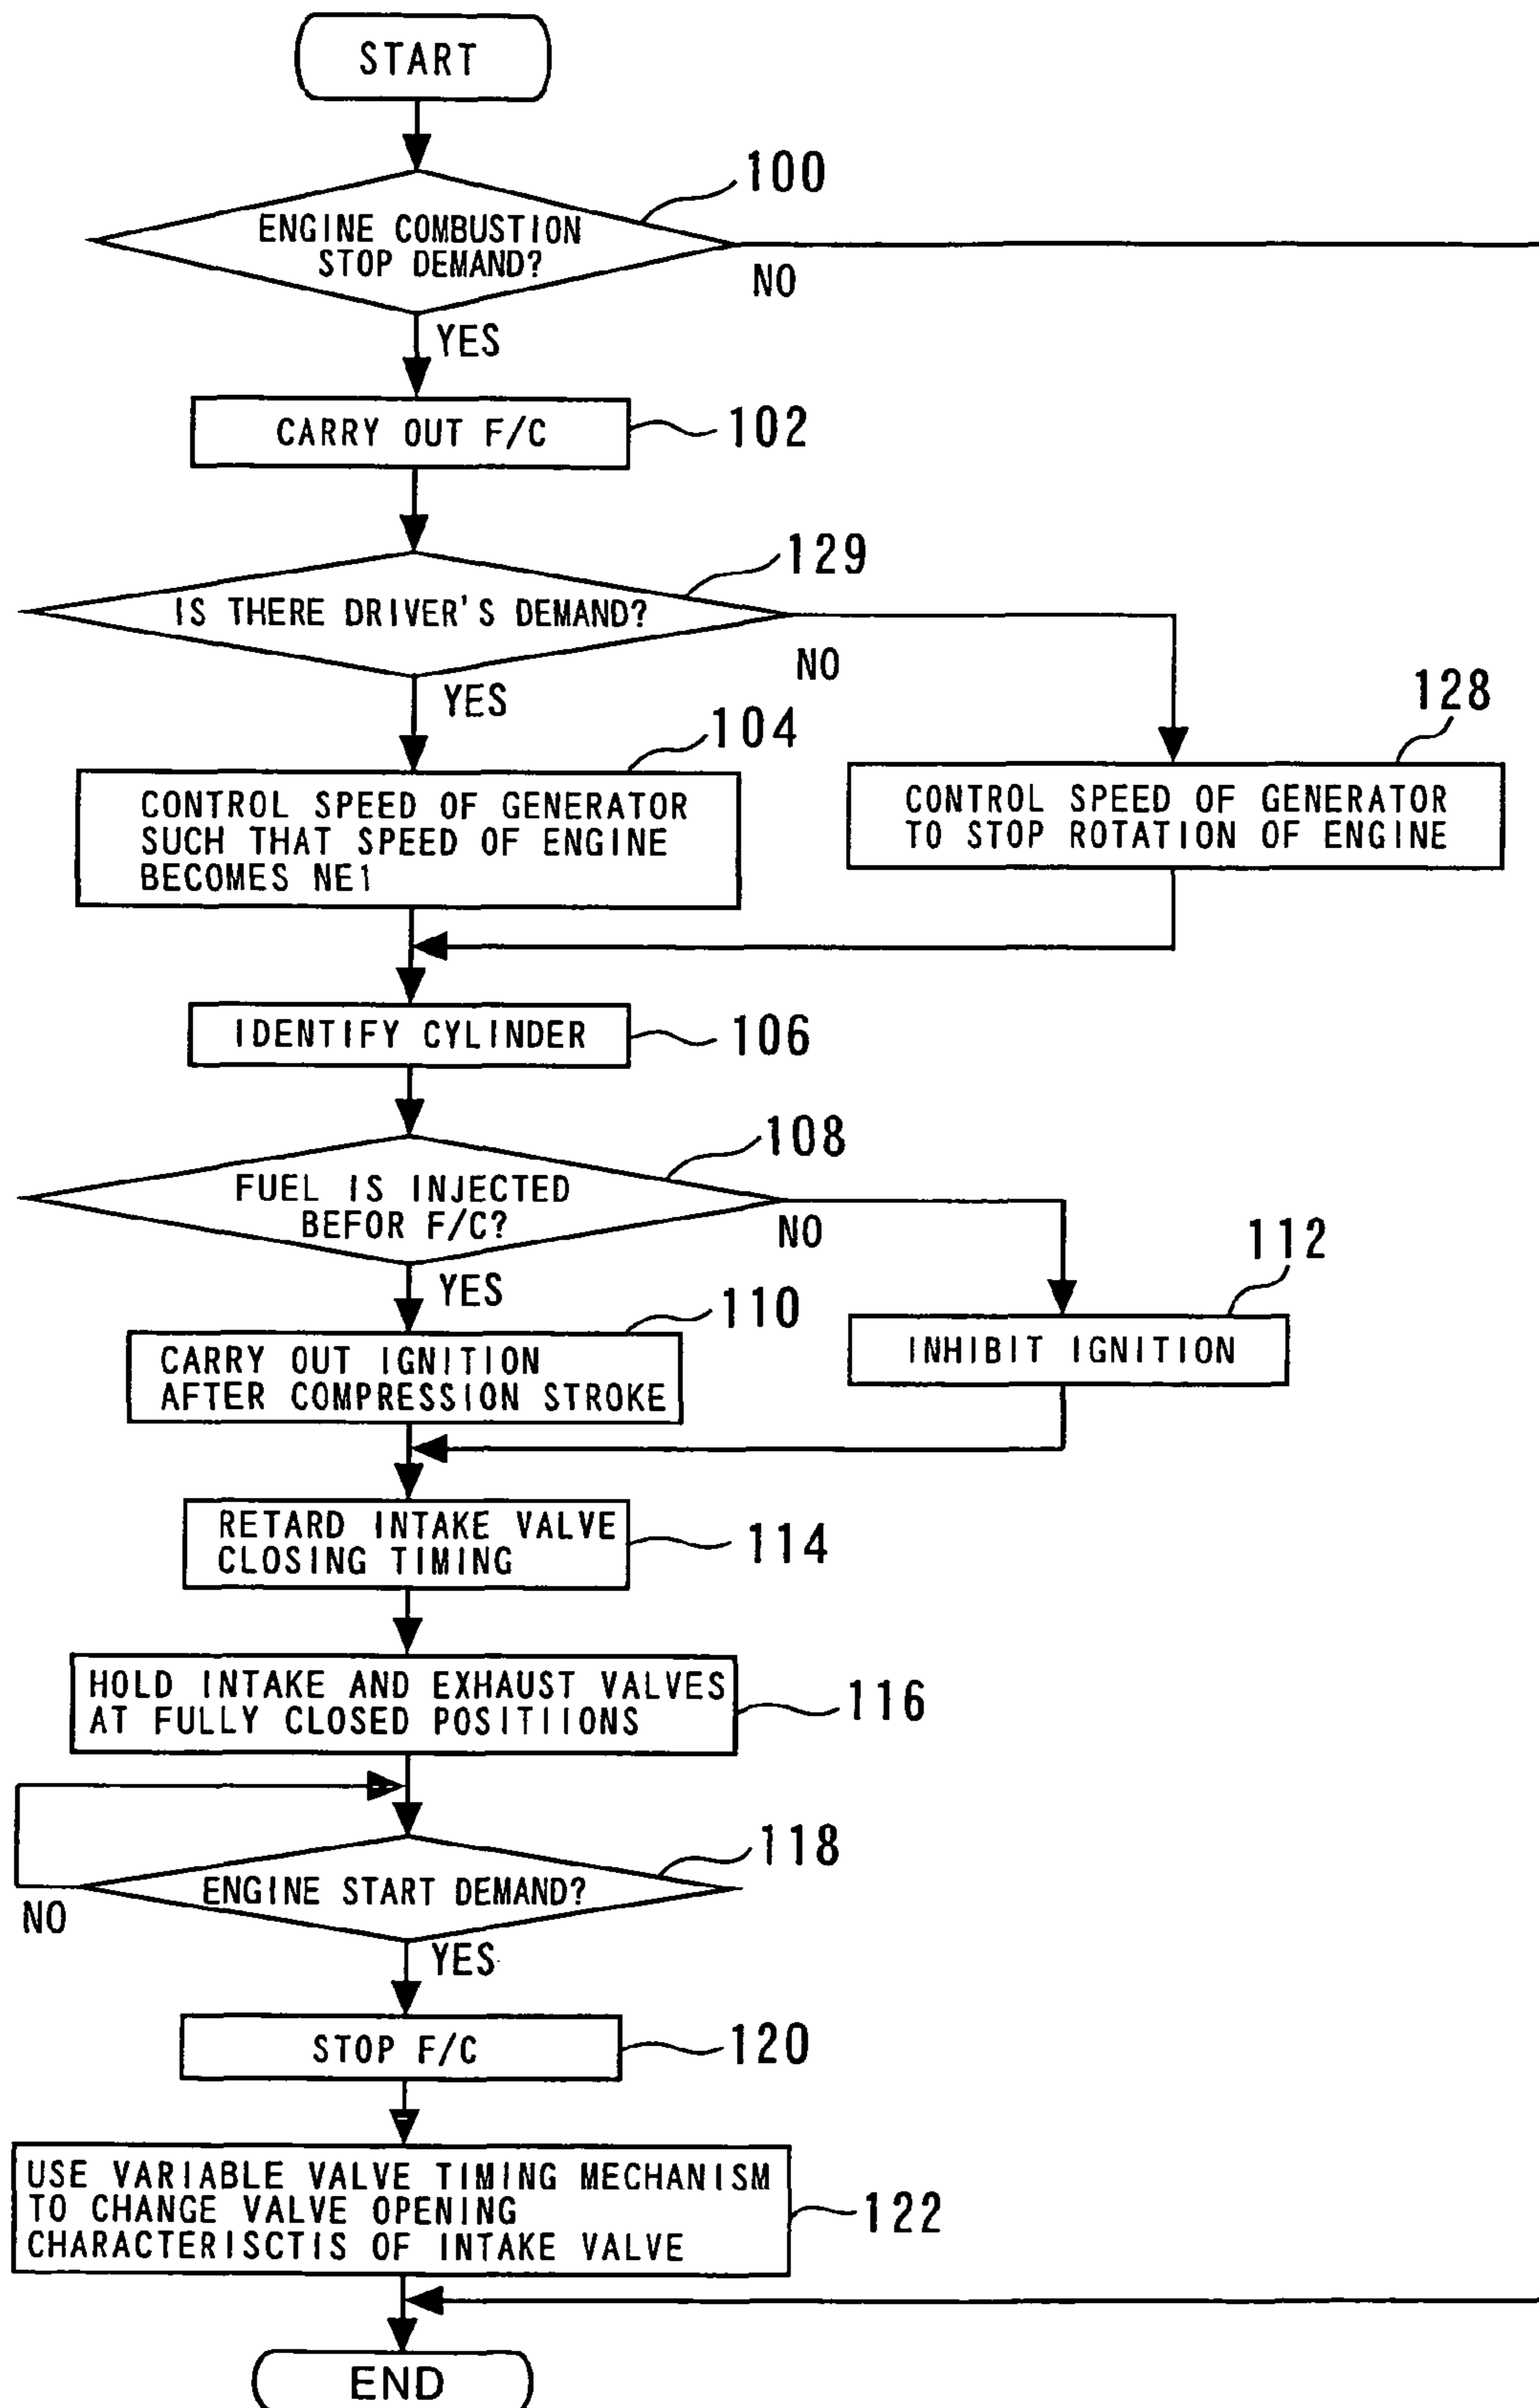 START
100
ENGINE COMBUSTION
STOP DEMAND?
NO
YES
CARRY OUT F/C
102
129
IS THERE DRIVER'S DEMAND?
NO
YES
104
128
CONTROL SPEED OF GENERATOR
SUCH THAT SPEED OF ENGINE
BECOMES NE1
CONTROL SPEED OF GENERATOR
TO STOP ROTATION OF ENGINE
IDENTIFY CYLINDER
106
108
FUEL IS INJECTED
BEFOR F/C?
NO
YES
110
112
CARRY OUT IGNITION
AFTER COMPRESSION STROKE
INHIBIT IGNITION
RETARD INTAKE VALVE
CLOSING TIMING
114
HOLD INTAKE AND EXHAUST VALVES
AT FULLY CLOSED POSITIIONS
116
118
ENGINE START DEMAND?
NO
YES
STOP F/C
120
USE VARIABLE VALVE TIMING MECHANISM
TO CHANGE VALVE OPENING
CHARACTERISCTIS OF INTAKE VALVE
122
END